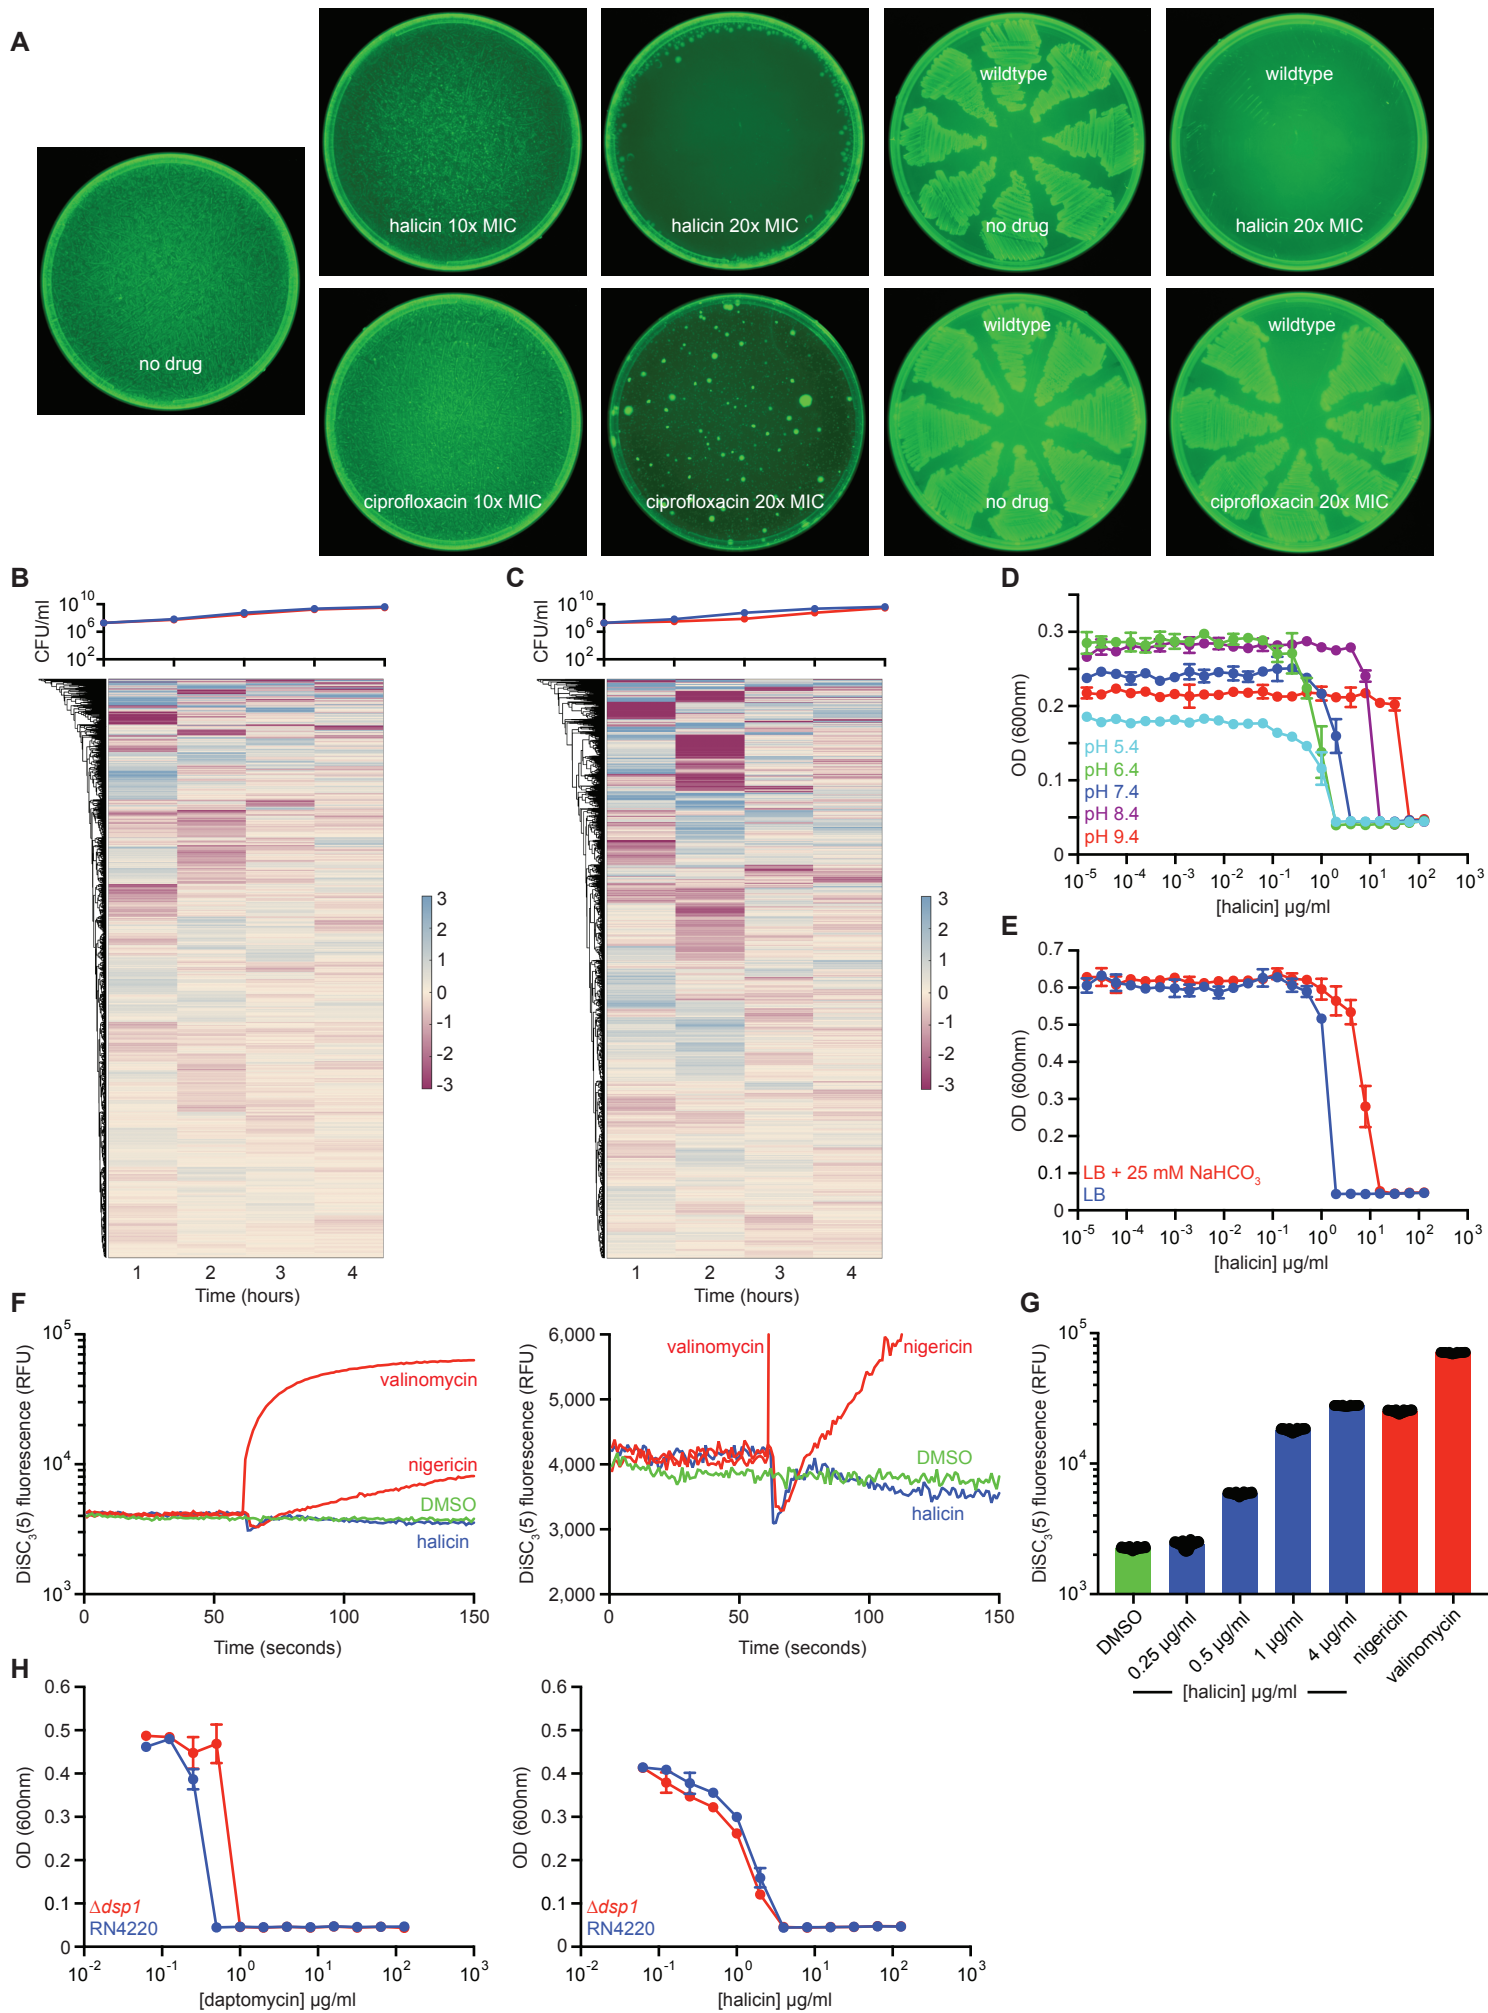 A
no drug
halicin 10x MIC
halicin 20x MIC
wildtype
no drug
wildtype
halicin 20x MIC
ciprofloxacin 10x MIC
ciprofloxacin 20x MIC
wildtype
no drug
wildtype
ciprofloxacin 20x MIC
B
CFU/ml
10^10
10^6
10^2
3
2
1
0
-1
-2
-3
1 2 3 4
Time (hours)
C
CFU/ml
10^10
10^6
10^2
3
2
1
0
-1
-2
-3
1 2 3 4
Time (hours)
D
OD (600nm)
0.3
0.2
0.1
0
pH 5.4
pH 6.4
pH 7.4
pH 8.4
pH 9.4
10^-5 10^-4 10^-3 10^-2 10^-1 10^0 10^1 10^2 10^3
[halicin] µg/ml
E
OD (600nm)
0.7
0.6
0.5
0.4
0.3
0.2
0.1
0
LB + 25 mM NaHCO3
LB
10^-5 10^-4 10^-3 10^-2 10^-1 10^0 10^1 10^2 10^3
[halicin] µg/ml
F
DiSC3(5) fluorescence (RFU)
10^5
10^4
10^3
valinomycin
nigericin
DMSO
halicin
0 50 100 150
Time (seconds)
DiSC3(5) fluorescence (RFU)
6,000
5,000
4,000
3,000
2,000
valinomycin
nigericin
DMSO
halicin
0 50 100 150
Time (seconds)
G
DiSC3(5) fluorescence (RFU)
10^5
10^4
10^3
DMSO
0.25 µg/ml
0.5 µg/ml
1 µg/ml
4 µg/ml
nigericin
valinomycin
[halicin] µg/ml
H
OD (600nm)
0.6
0.5
0.4
0.3
0.2
0.1
0
Δdsp1
RN4220
10^-2 10^-1 10^0 10^1 10^2 10^3
[daptomycin] µg/ml
OD (600nm)
0.6
0.5
0.4
0.3
0.2
0.1
0
Δdsp1
RN4220
10^-2 10^-1 10^0 10^1 10^2 10^3
[halicin] µg/ml